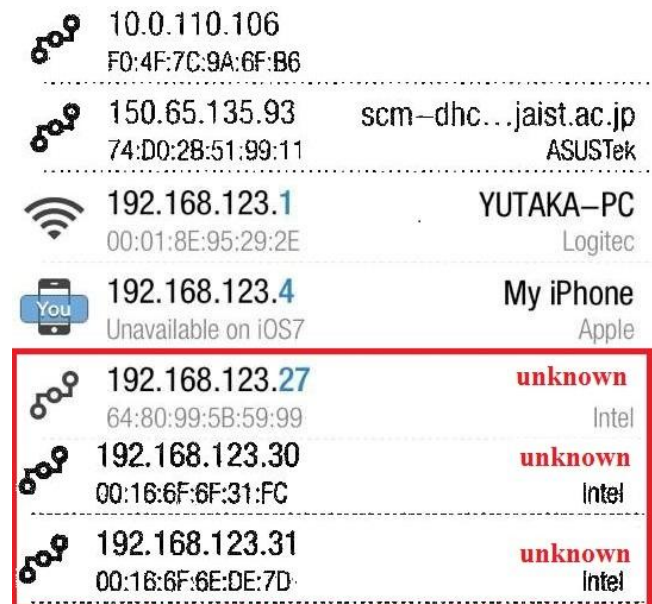 10.0.110.106
F0:4F:7C:9A:6F:B6
150.65.135.93 scm-dhc...jaist.ac.jp
74:D0:2B:51:99:11 ASUSTek
192.168.123.1 YUTAKA-PC
00:01:8E:95:29:2E Logitec
You 192.168.123.4 My iPhone
Unavailable on iOS7 Apple
192.168.123.27 unknown
64:80:99:5B:59:99 Intel
192.168.123.30 unknown
00:16:6F:6F:31:FC Intel
192.168.123.31 unknown
00:16:6F:6E:DE:7D Intel